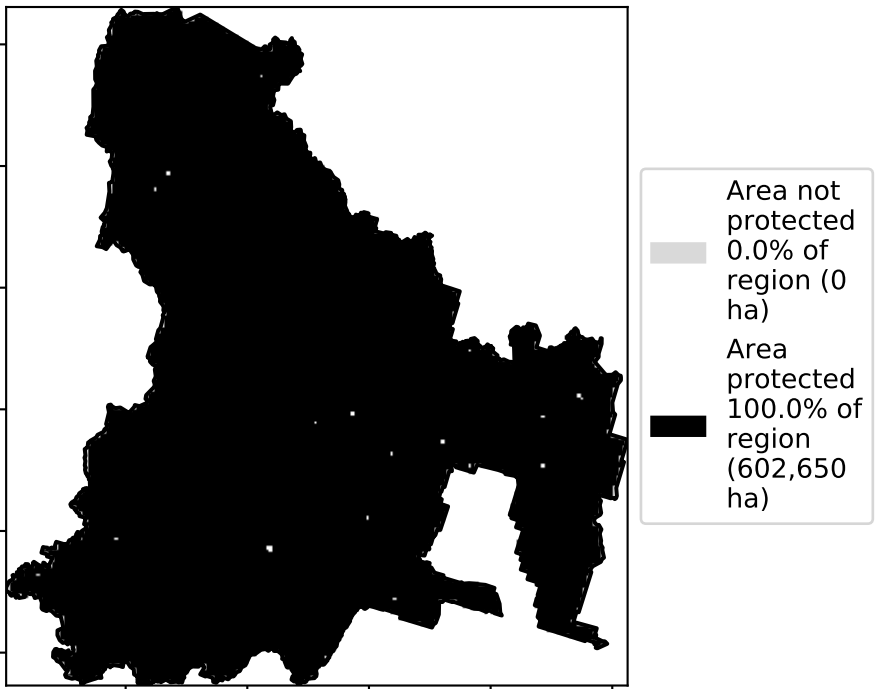 Area not
protected
0.0% of
region (0
ha)
Area
protected
100.0% of
region
(602,650
ha)